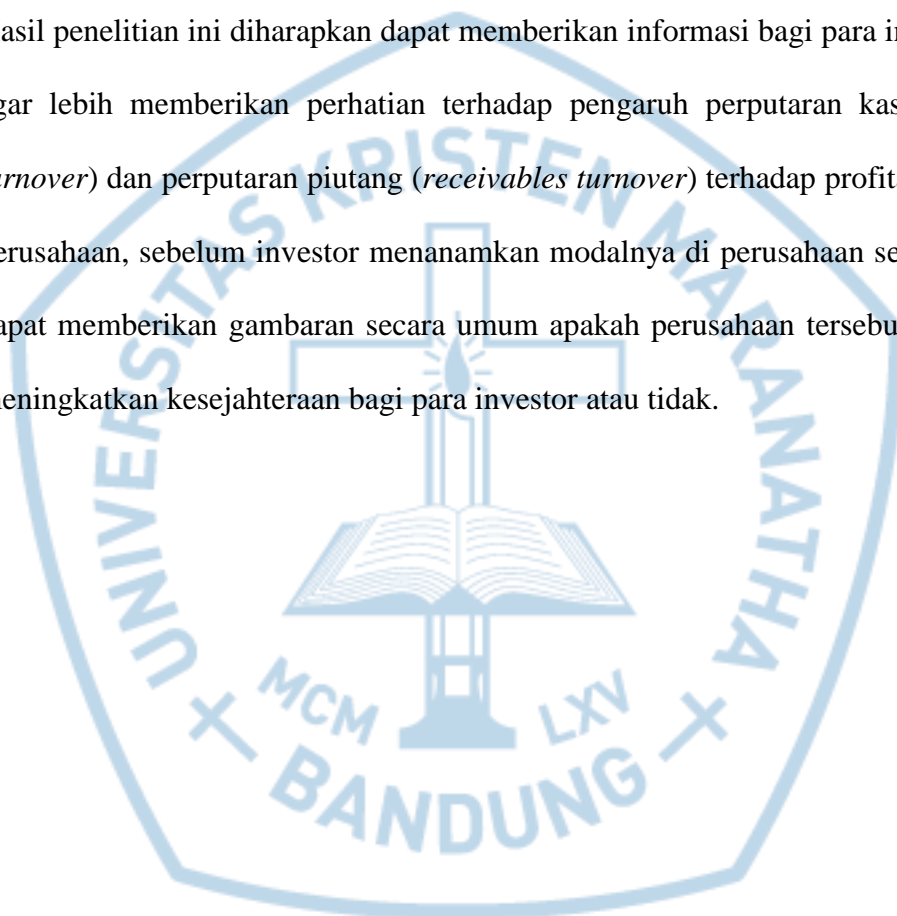 asil penelitian ini diharapkan dapat memberikan informasi bagi para in
gar lebih memberikan perhatian terhadap pengaruh perputaran kas
urnover) dan perputaran piutang (receivables turnover) terhadap profita
erusahaan, sebelum investor menanamkan modalnya di perusahaan se
apat memberikan gambaran secara umum apakah perusahaan tersebu
meningkatkan kesejahteraan bagi para investor atau tidak.
UNIVERSITAS KRISTEN MARANATHA
MCM LXV
BANDUNG